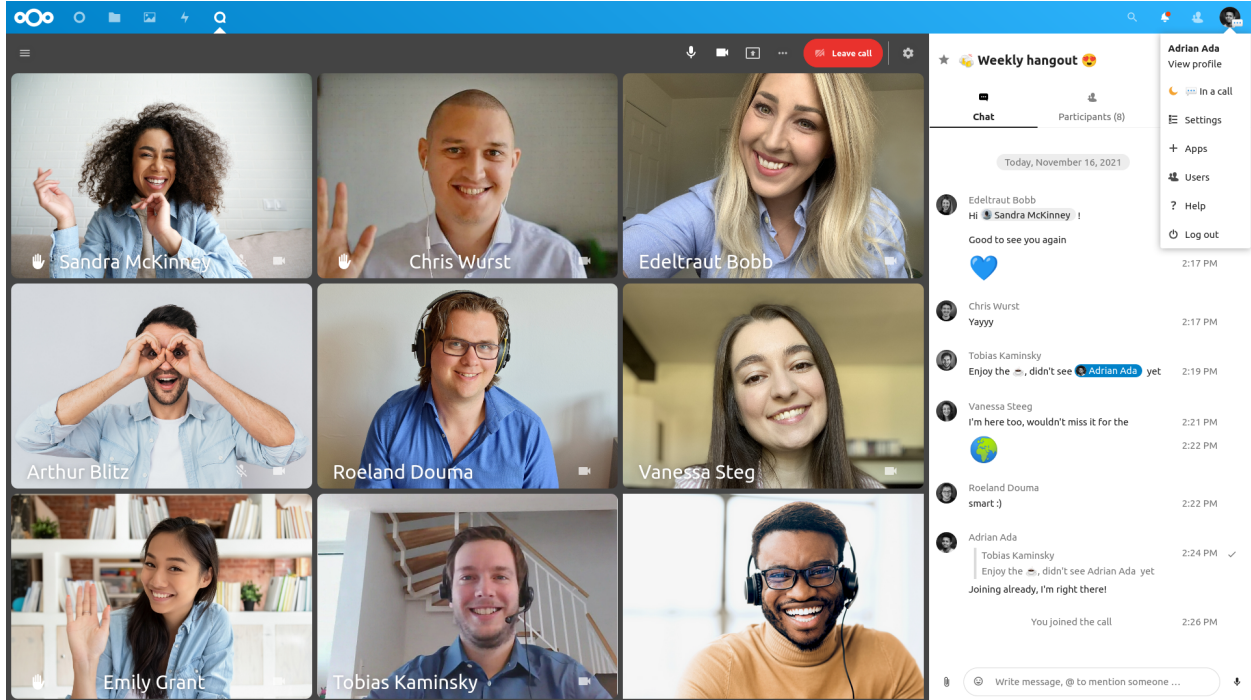 Leave call
Sandra McKinney
Chris Wurst
Edeltraut Bobb
Arthur Blitz
Roeland Douma
Vanessa Steg
Emily Grant
Tobias Kaminsky
Weekly hangout
Chat
Participants (8)
Today, November 16, 2021
Edeltraut Bobb
Hi Sandra McKinney !
Good to see you again
2:17 PM
Chris Wurst
Yayyy 2:17 PM
Tobias Kaminsky
Enjoy the ☕, didn't see Adrian Ada yet 2:19 PM
Vanessa Steeg
I'm here too, wouldn't miss it for the 2:21 PM
2:22 PM
Roeland Douma
smart :) 2:22 PM
Adrian Ada
Tobias Kaminsky 2:24 PM
Enjoy the ☕, didn't see Adrian Ada yet
Joining already, I'm right there!
You joined the call 2:26 PM
Write message, @ to mention someone ...
Adrian Ada
View profile
In a call
Settings
Apps
Users
Help
Log out